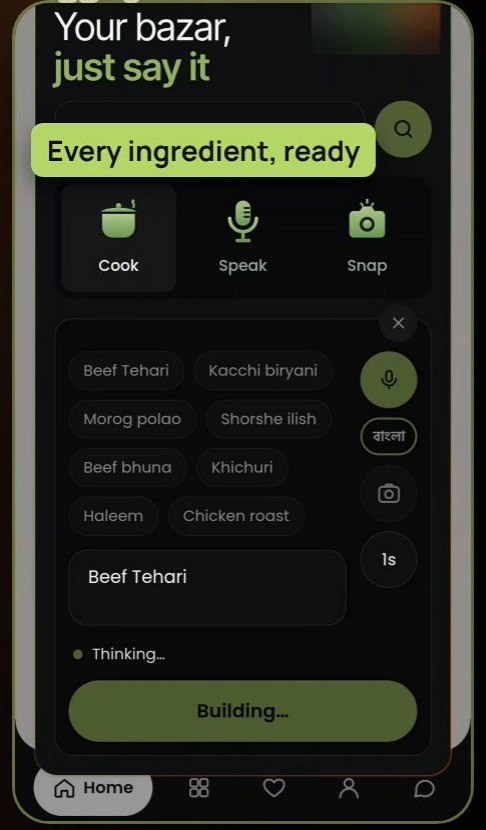 Your bazar,
just say it
Every ingredient, ready
Cook Speak Snap
Beef Tehari Kacchi biryani
Morog polao Shorshe ilish
বাংলা
Beef bhuna Khichuri
Haleem Chicken roast
1s
Beef Tehari
Thinking...
Building...
Home